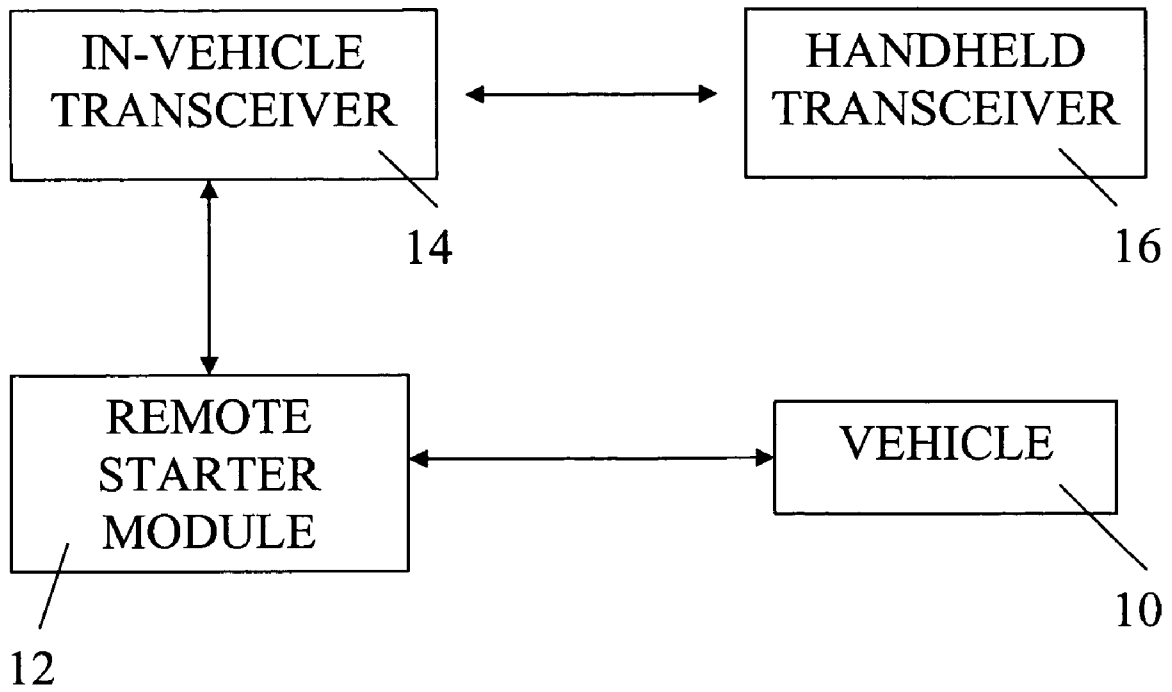 IN-VEHICLE
TRANSCEIVER
14
HANDHELD
TRANSCEIVER
16
REMOTE
STARTER
MODULE
12
VEHICLE
10